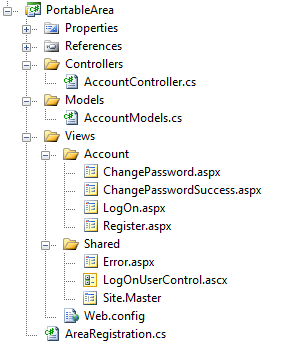 PortableArea
Properties
References
Controllers
AccountController.cs
Models
AccountModels.cs
Views
Account
ChangePassword.aspx
ChangePasswordSuccess.aspx
LogOn.aspx
Register.aspx
Shared
Error.aspx
LogOnUserControl.ascx
Site.Master
Web.config
AreaRegistration.cs